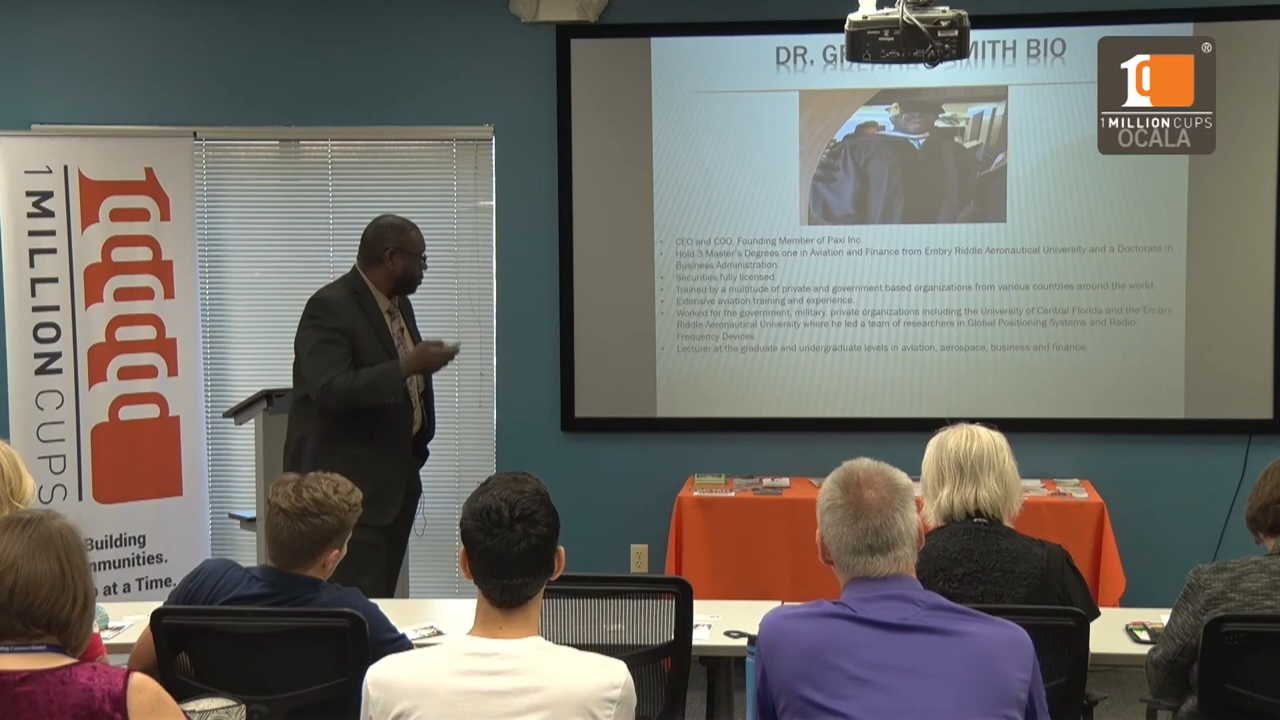 DR. G SMITH BIO
1
®
1 MILLION CUPS
OCALA
• CEO and COO, Founding Member of Paxi Inc.
• Hold 3 Master's Degrees one in Aviation and Finance from Embry Riddle Aeronautical University and a Doctorate in
Business Administration.
• Securities fully licensed.
• Trained by a multitude of private and government based organizations from various countries around the world.
• Extensive aviation training and experience.
• Worked for the government, military, private organizations including the University of Central Florida and the Embry
Riddle Aeronautical University where he led a team of researchers in Global Positioning Systems and Radio
Frequency Devices.
• Lecturer at the graduate and undergraduate levels in aviation, aerospace, business and finance.
1 MILLION CUPS
Building
mmunities.
at a Time.